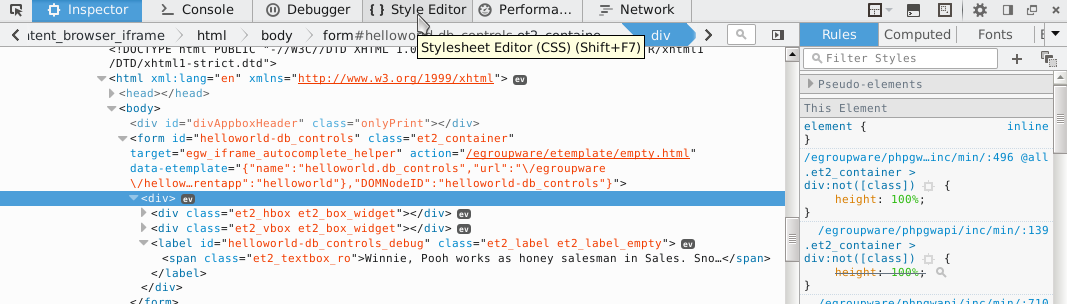 Inspector Console Debugger { } Style Editor Performa... Network
ntent_browser_iframe html body form#helloworld-db_controls.et2_containe... div
Stylesheet Editor (CSS) (Shift+F7)
Rules Computed Fonts
Filter Styles
<!DOCTYPE html PUBLIC "-//W3C//DTD XHTML 1.0
/DTD/xhtml1-strict.dtd">
<html xml:lang="en" xmlns="http://www.w3.org/1999/xhtml"> ev
<head></head>
<body>
<div id="divAppboxHeader" class="onlyPrint"></div>
<form id="helloworld-db_controls" class="et2_container"
target="egw_iframe_autocomplete_helper" action="/egroupware/etemplate/empty.html"
data-etemplate="{"name":"helloworld.db_controls","url":"\/egroupware
\/hellow…rentapp":"helloworld"},"DOMNodeID":"helloworld-db_controls"}">
<div> ev
<div class="et2_hbox et2_box_widget"></div> ev
<div class="et2_vbox et2_box_widget"></div> ev
<label id="helloworld-db_controls_debug" class="et2_label et2_label_empty"> ev
<span class="et2_textbox_ro">Winnie, Pooh works as honey salesman in Sales. Sno…</span>
</label>
</div>
</form>
Pseudo-elements
This Element
element { inline
}
/egroupware/phpgw…inc/min/:496 @all
.et2_container >
div:not([class]) {
height: 100%;
}
/egroupware/phpgwapi/inc/min/:139
.et2_container >
div:not([class]) {
height: 100%;
}
/egroupware/phpgwapi/inc/min/:710